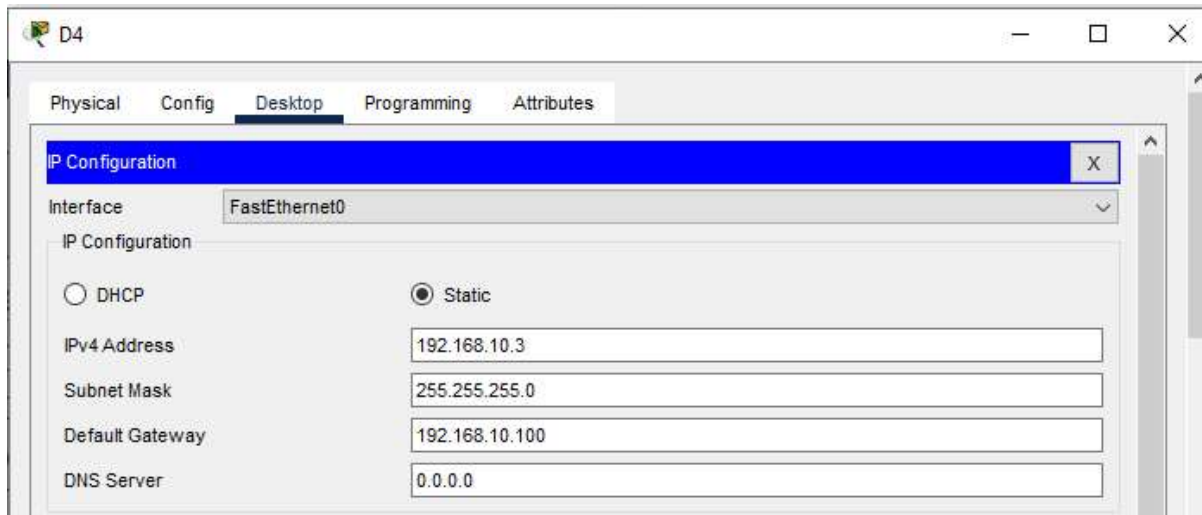 D4
Physical Config Desktop Programming Attributes
IP Configuration X
Interface FastEthernet0
IP Configuration
DHCP Static
IPv4 Address 192.168.10.3
Subnet Mask 255.255.255.0
Default Gateway 192.168.10.100
DNS Server 0.0.0.0